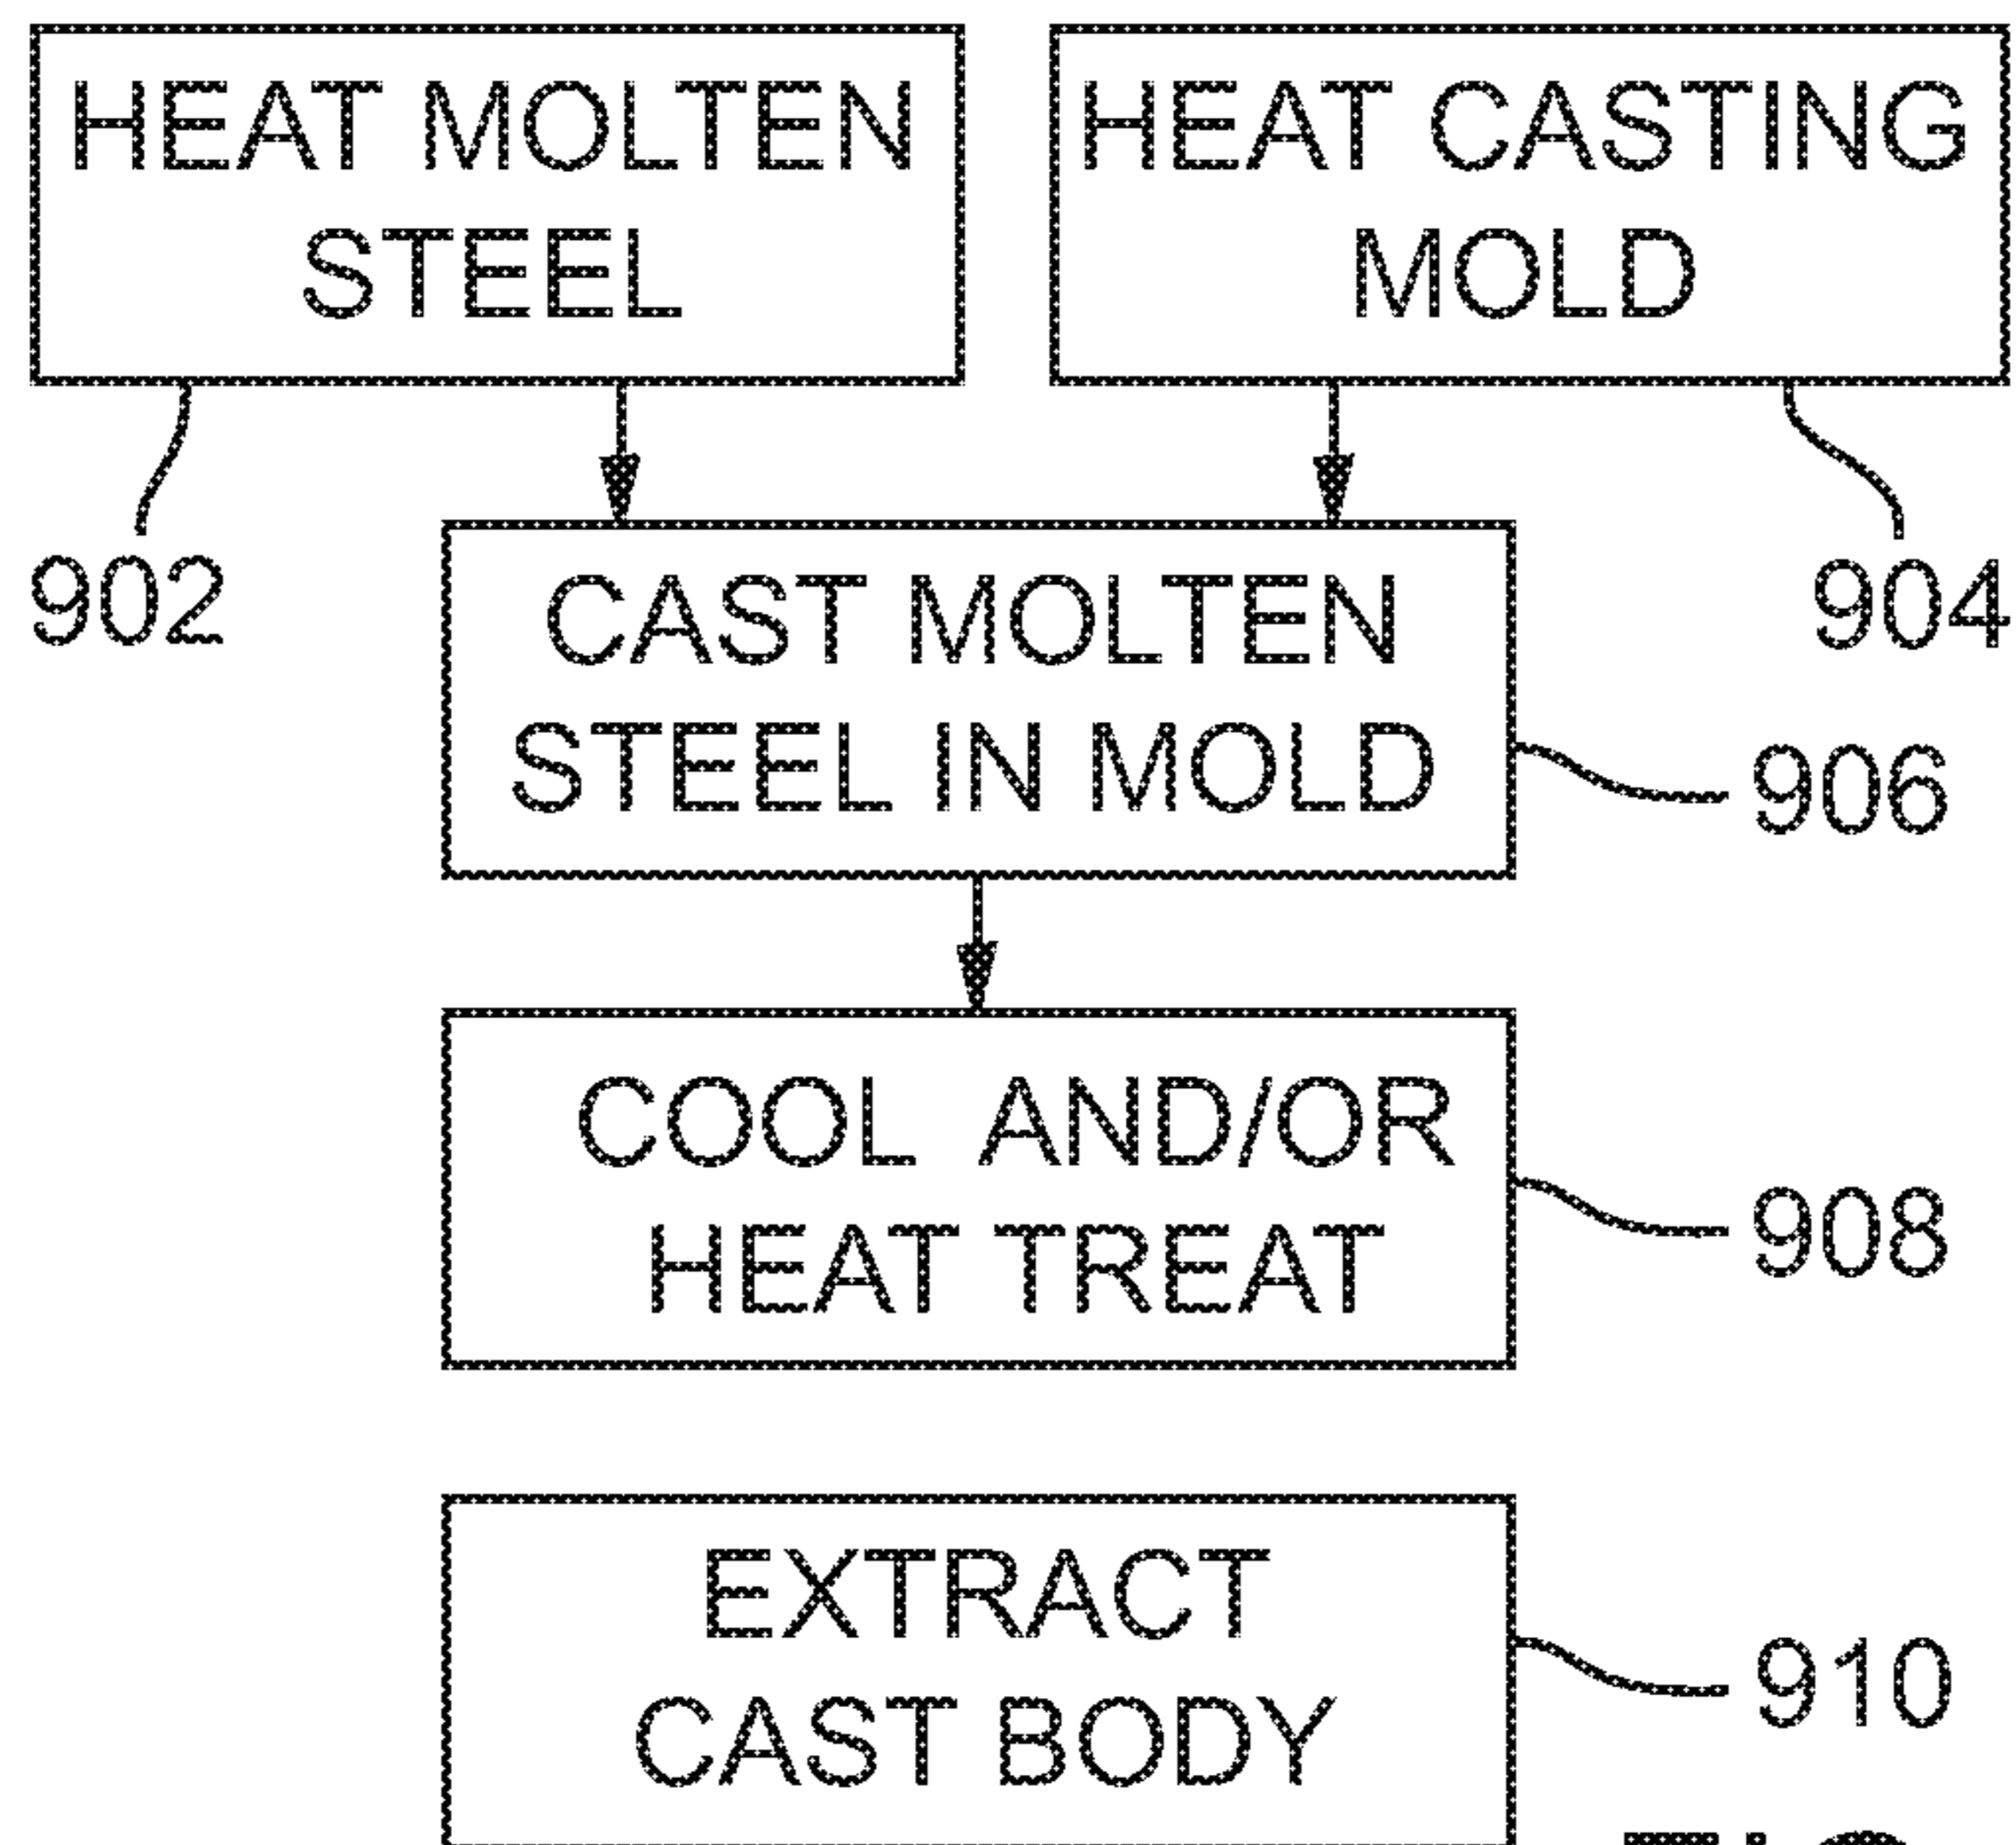 HEAT MOLTEN
STEEL
HEAT CASTING
MOLD
902
904
CAST MOLTEN
STEEL IN MOLD
906
COOL AND/OR
HEAT TREAT
908
EXTRACT
CAST BODY
910